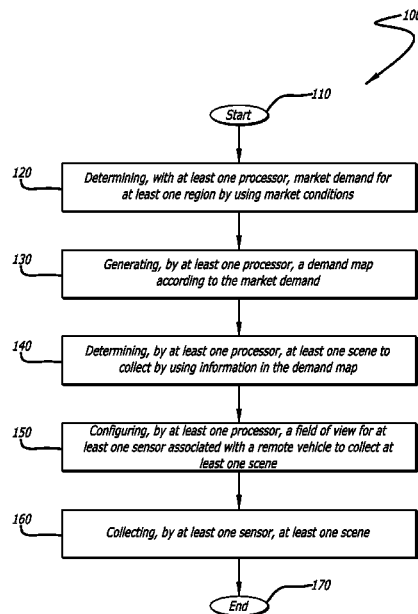 100
110
Start
120
Determining, with at least one processor, market demand for
at least one region by using market conditions
130
Generating, by at least one processor, a demand map
according to the market demand
140
Determining, by at least one processor, at least one scene to
collect by using information in the demand map
150
Configuring, by at least one processor, a field of view for at
least one sensor associated with a remote vehicle to collect at
least one scene
160
Collecting, by at least one sensor, at least one scene
End
170